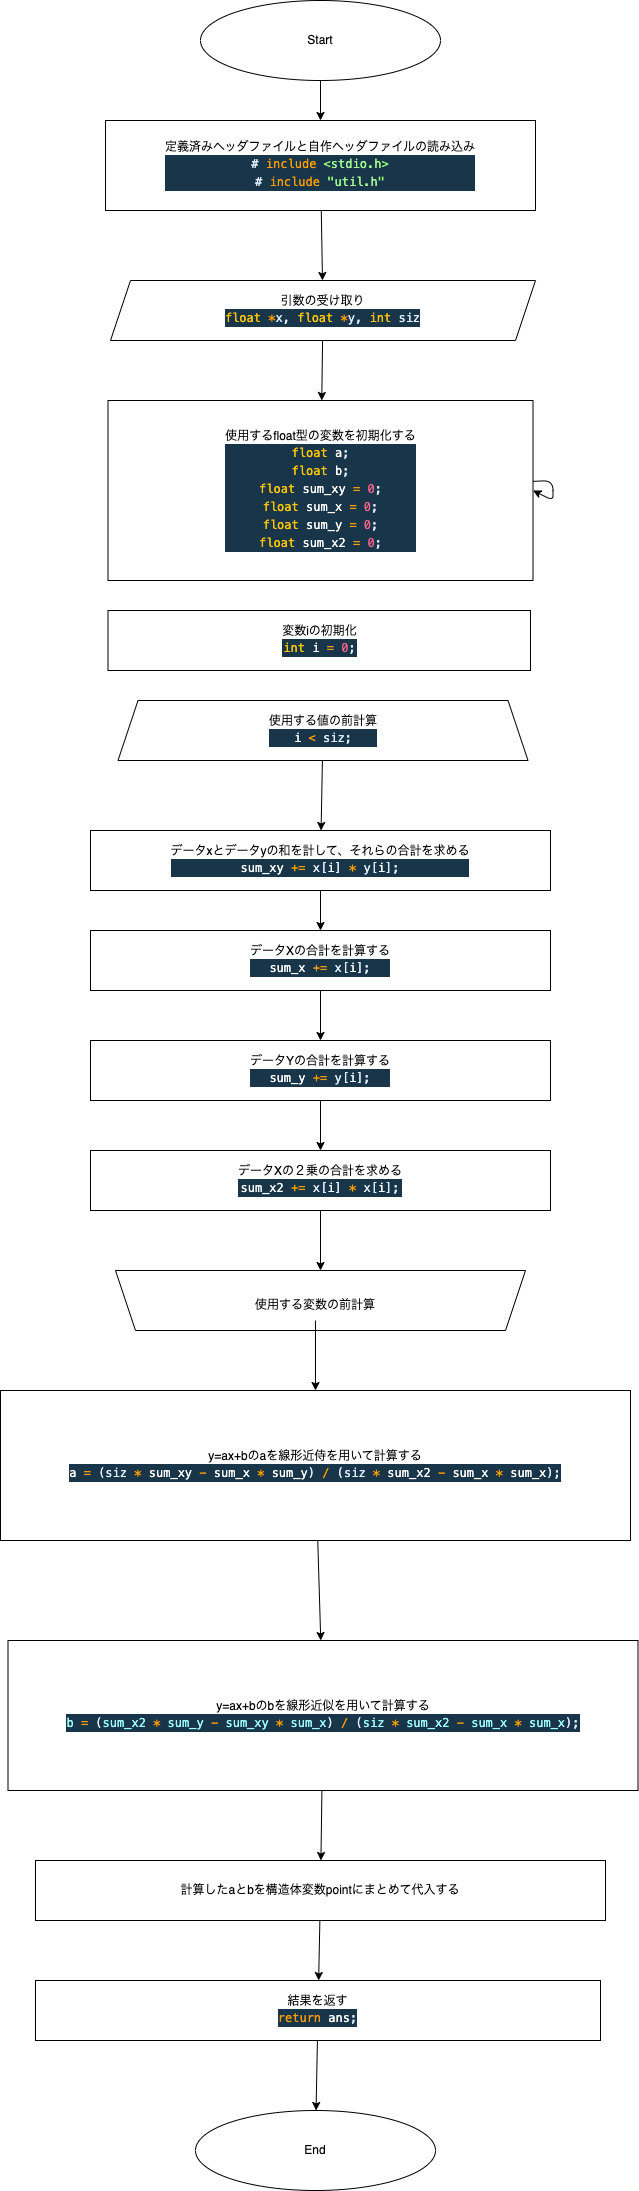 Start
定義済みヘッダファイルと自作ヘッダファイルの読み込み
# include <stdio.h>
# include "util.h"
引数の受け取り
float *x, float *y, int siz
使用するfloat型の変数を初期化する
float a;
float b;
float sum_xy = 0;
float sum_x = 0;
float sum_y = 0;
float sum_x2 = 0;
変数iの初期化
int i = 0;
使用する値の前計算
i < siz;
データxとデータyの和を計して、それらの合計を求める
sum_xy += x[i] * y[i];
データXの合計を計算する
sum_x += x[i];
データYの合計を計算する
sum_y += y[i];
データXの２乗の合計を求める
sum_x2 += x[i] * x[i];
使用する変数の前計算
y=ax+bのaを線形近侍を用いて計算する
a = (siz * sum_xy - sum_x * sum_y) / (siz * sum_x2 - sum_x * sum_x);
y=ax+bのbを線形近似を用いて計算する
b = (sum_x2 * sum_y - sum_xy * sum_x) / (siz * sum_x2 - sum_x * sum_x);
計算したaとbを構造体変数pointにまとめて代入する
結果を返す
return ans;
End